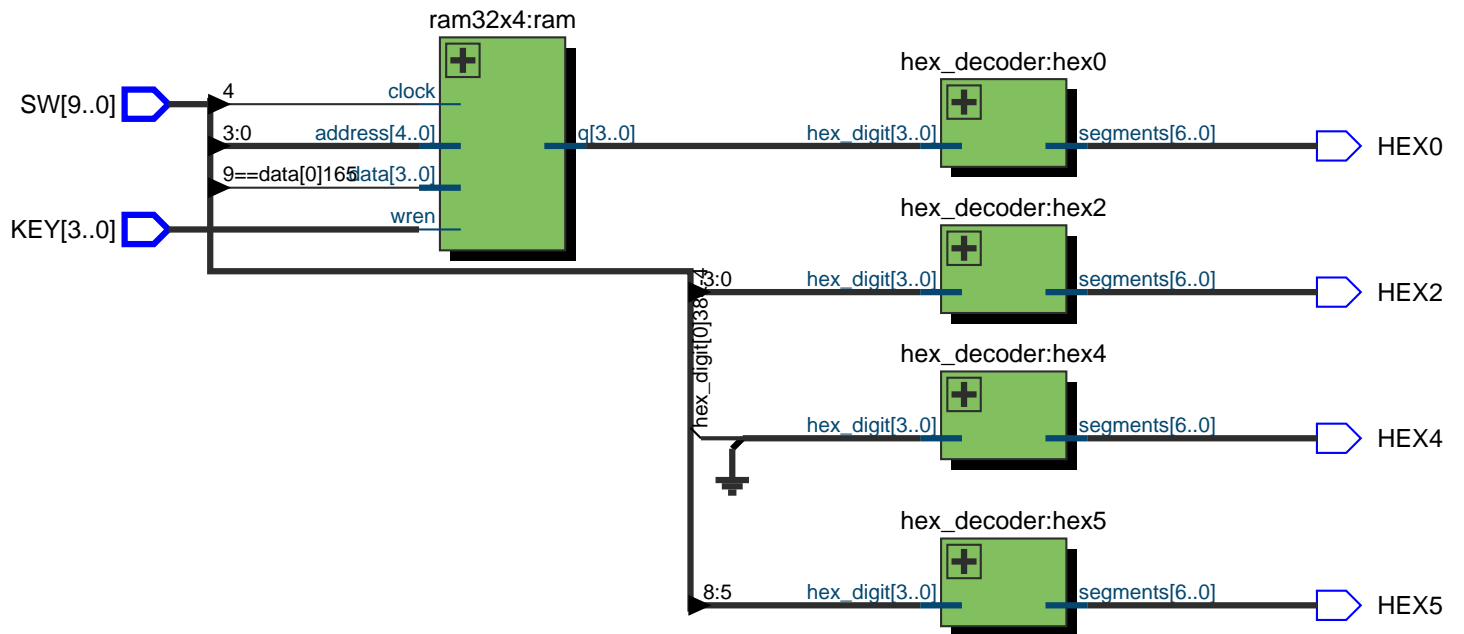 ram32x4:ram
hex_decoder:hex0
SW[9..0]
4
clock
3:0
address[4..0]
q[3..0]
hex_digit[3..0]
segments[6..0]
HEX0
9==data[0]165
data[3..0]
wren
KEY[3..0]
hex_decoder:hex2
3:0
hex_digit[3..0]
segments[6..0]
HEX2
hex_decoder:hex4
hex_digit[3..0]
segments[6..0]
HEX4
hex_decoder:hex5
8:5
hex_digit[3..0]
segments[6..0]
HEX5